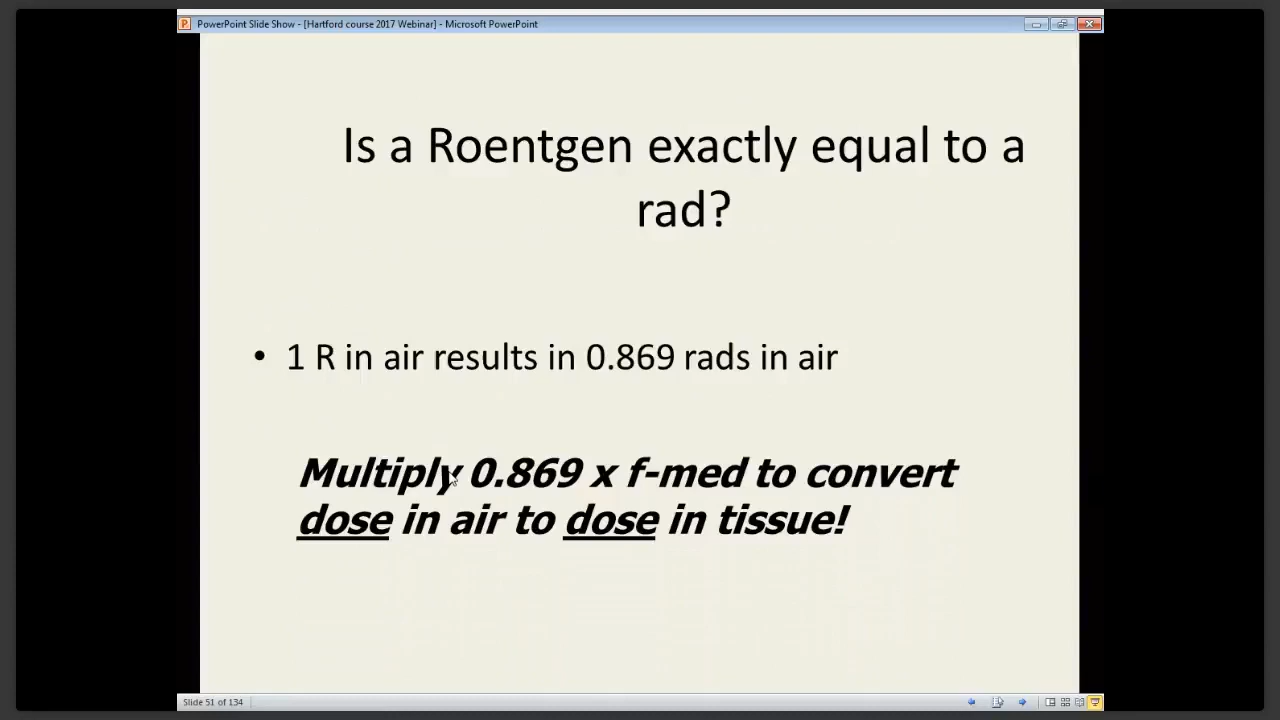 PowerPoint Slide Show - [Hartford course 2017 Webinar] - Microsoft PowerPoint
Is a Roentgen exactly equal to a
rad?
• 1 R in air results in 0.869 rads in air
Multiply 0.869 x f-med to convert
dose in air to dose in tissue!
Slide 51 of 134